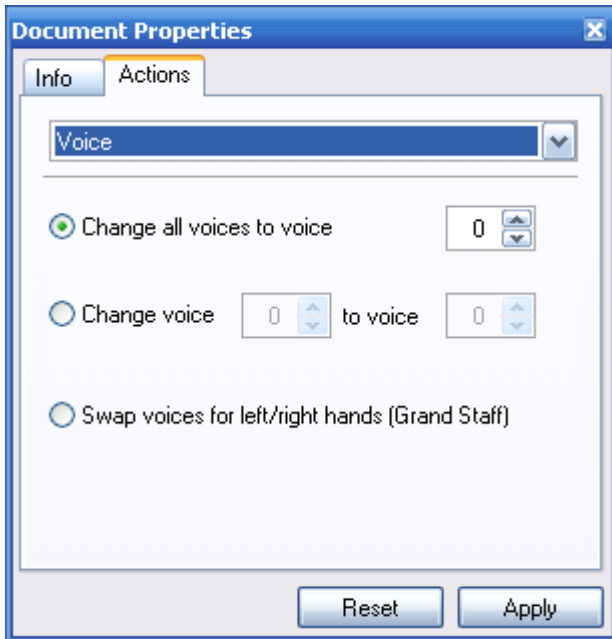 Document Properties
Info Actions
Voice
Change all voices to voice 0
Change voice 0 to voice 0
Swap voices for left/right hands (Grand Staff)
Reset Apply